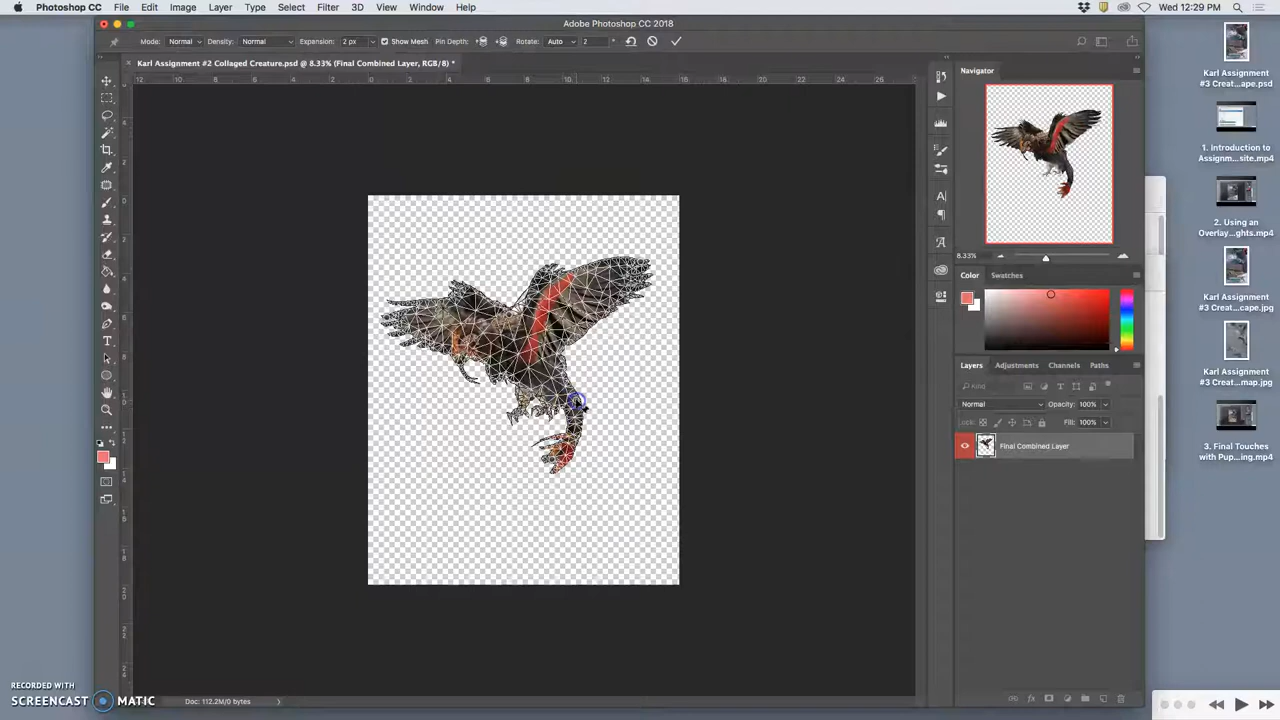 Photoshop CC File Edit Image Layer Type Select Filter 3D View Window Help Wed 12:29 PM
Adobe Photoshop CC 2018
Mode: Normal Density: Normal Expansion: 2 px Show Mesh Pin Depth: Rotate: Auto 2
Karl Assignment #2 Collaged Creature.psd @ 8.33% (Final Combined Layer, RGB/8) *
Navigator
8.33%
Color Swatches
Layers Adjustments Channels Paths
Kind
Normal Opacity: 100%
Lock: Fill: 100%
Final Combined Layer
Karl Assignment
#3 Creat...ape.psd
1. Introduction to
Assignm...site.mp4
2. Using an
Overlay...ghts.mp4
Karl Assignment
#3 Creat...cape.jpg
Karl Assignment
#3 Creat...map.jpg
3. Final Touches
with Pup...ing.mp4
Doc: 112.2M/0 bytes
RECORDED WITH
SCREENCAST MATIC